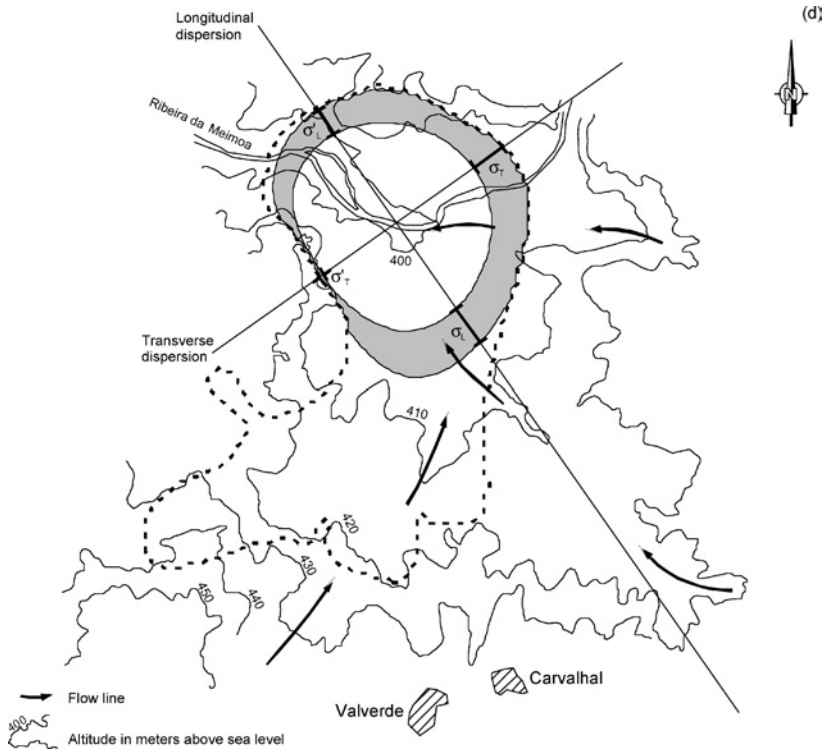 (d)
Longitudinal
dispersion
N
Ribeira da Meimoa
σ'L
σT
400
σ'T
Transverse
dispersion
σL
410
420
430
440
450
Carvalhal
Valverde
Flow line
400
Altitude in meters above sea level